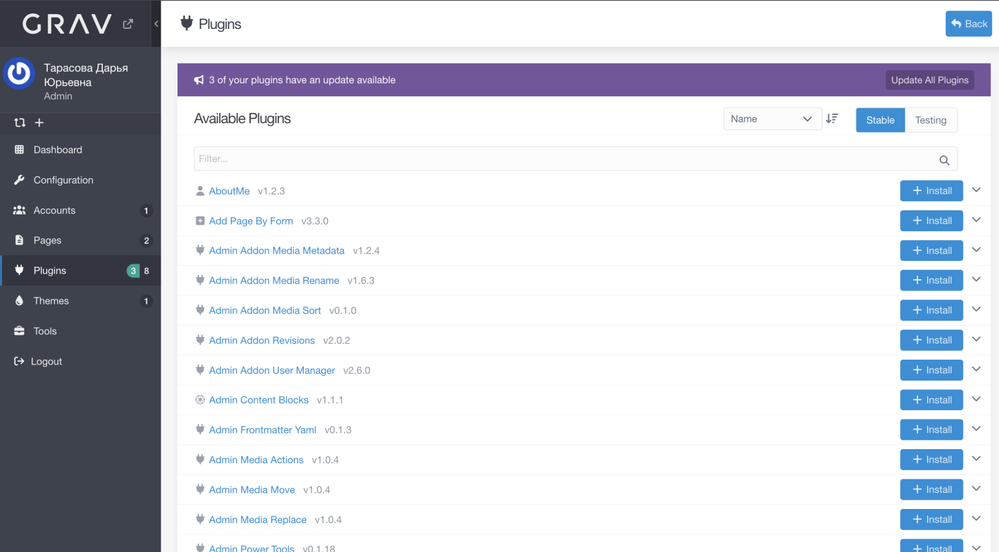 GRAV
Plugins
Back
Тарасова Дарья
Юрьевна
Admin
3 of your plugins have an update available
Update All Plugins
Available Plugins
Name
Stable
Testing
Filter...
Dashboard
Configuration
Accounts 1
Pages 2
Plugins 3 8
Themes 1
Tools
Logout
AboutMe v1.2.3 Install
Add Page By Form v3.3.0 Install
Admin Addon Media Metadata v1.2.4 Install
Admin Addon Media Rename v1.6.3 Install
Admin Addon Media Sort v0.1.0 Install
Admin Addon Revisions v2.0.2 Install
Admin Addon User Manager v2.6.0 Install
Admin Content Blocks v1.1.1 Install
Admin Frontmatter Yaml v0.1.3 Install
Admin Media Actions v1.0.4 Install
Admin Media Move v1.0.4 Install
Admin Media Replace v1.0.4 Install
Admin Power Tools v0.1.18 Install